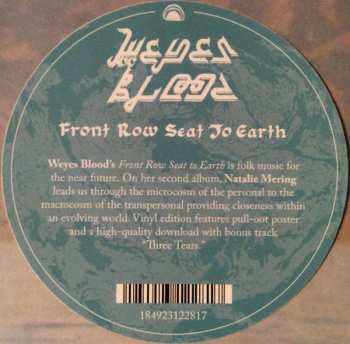 WEYES
BLOOD
Front Row Seat To Earth
Weyes Blood's Front Row Seat to Earth is folk music for
the near future. On her second album, Natalie Mering
leads us through the microcosm of the personal to the
macrocosm of the transpersonal providing closeness within
an evolving world. Vinyl edition features pull-out poster
and a high-quality download with bonus track
"Three Tears."
184923122817